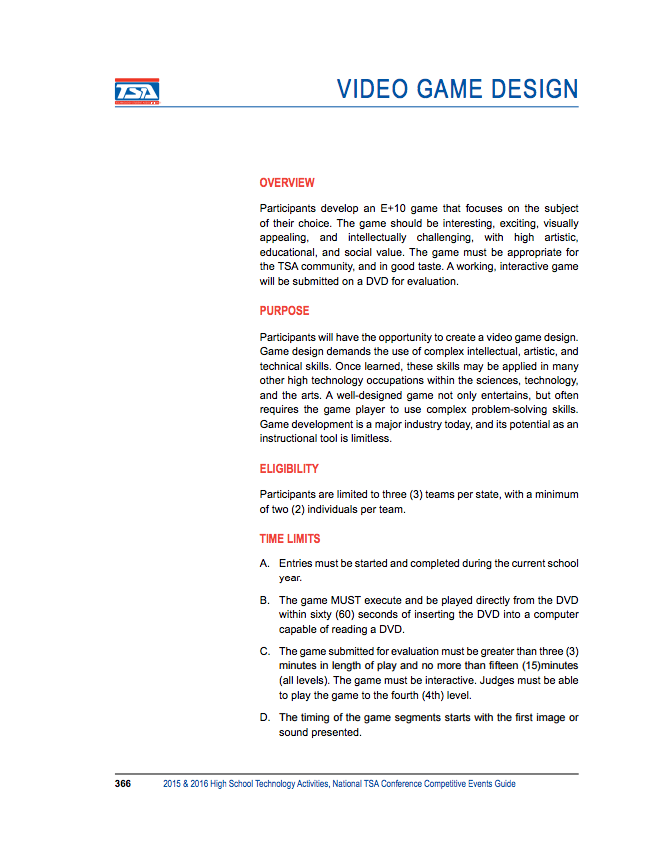 TSA
VIDEO GAME DESIGN
OVERVIEW
Participants develop an E+10 game that focuses on the subject
of their choice. The game should be interesting, exciting, visually
appealing, and intellectually challenging, with high artistic,
educational, and social value. The game must be appropriate for
the TSA community, and in good taste. A working, interactive game
will be submitted on a DVD for evaluation.
PURPOSE
Participants will have the opportunity to create a video game design.
Game design demands the use of complex intellectual, artistic, and
technical skills. Once learned, these skills may be applied in many
other high technology occupations within the sciences, technology,
and the arts. A well-designed game not only entertains, but often
requires the game player to use complex problem-solving skills.
Game development is a major industry today, and its potential as an
instructional tool is limitless.
ELIGIBILITY
Participants are limited to three (3) teams per state, with a minimum
of two (2) individuals per team.
TIME LIMITS
A. Entries must be started and completed during the current school
year.
B. The game MUST execute and be played directly from the DVD
within sixty (60) seconds of inserting the DVD into a computer
capable of reading a DVD.
C. The game submitted for evaluation must be greater than three (3)
minutes in length of play and no more than fifteen (15)minutes
(all levels). The game must be interactive. Judges must be able
to play the game to the fourth (4th) level.
D. The timing of the game segments starts with the first image or
sound presented.
366 2015 & 2016 High School Technology Activities, National TSA Conference Competitive Events Guide